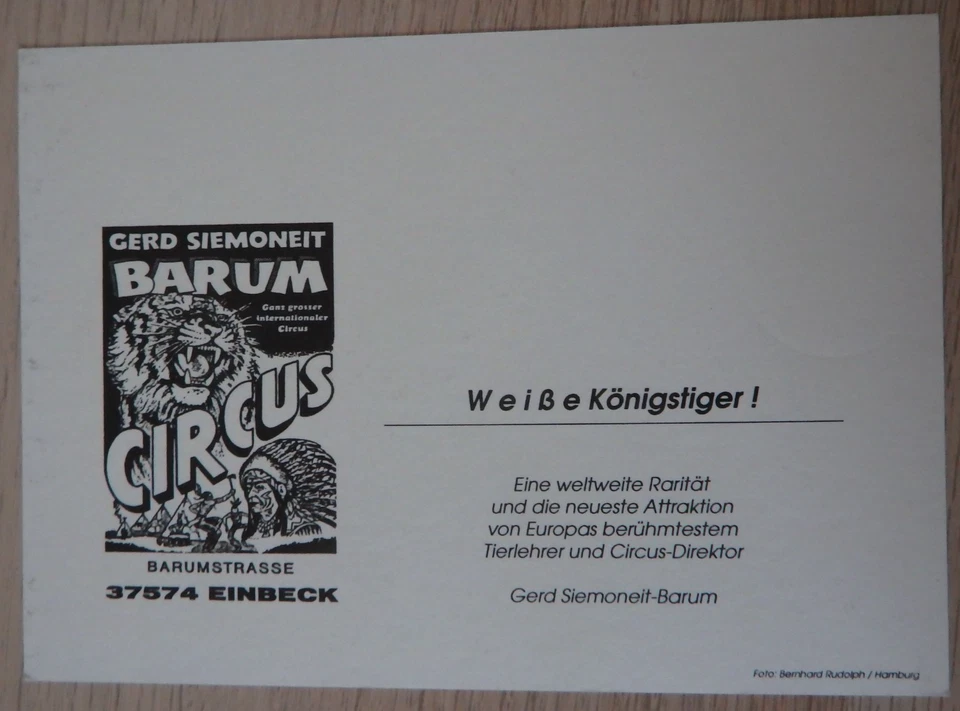 GERD SIEMONEIT
BARUM
Ganz grosser
internationaler
Circus
CIRCUS
BARUMSTRASSE
37574 EINBECK
Weiße Königstiger !
Eine weltweite Rarität
und die neueste Attraktion
von Europas berühmtestem
Tierlehrer und Circus-Direktor
Gerd Siemoneit-Barum
Foto: Bernhard Rudolph / Hamburg